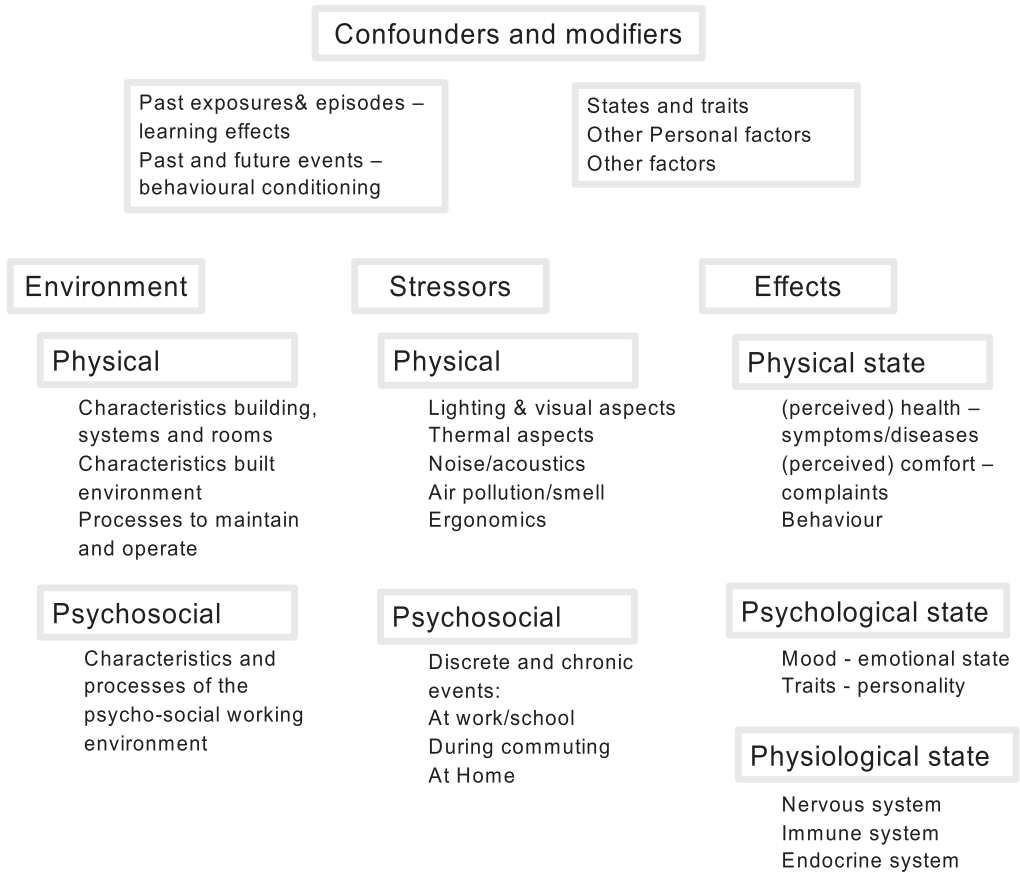 Confounders and modifiers
Past exposures& episodes –
learning effects
Past and future events –
behavioural conditioning
States and traits
Other Personal factors
Other factors
Environment
Physical
Characteristics building,
systems and rooms
Characteristics built
environment
Processes to maintain
and operate
Psychosocial
Characteristics and
processes of the
psycho-social working
environment
Stressors
Physical
Lighting & visual aspects
Thermal aspects
Noise/acoustics
Air pollution/smell
Ergonomics
Psychosocial
Discrete and chronic
events:
At work/school
During commuting
At Home
Effects
Physical state
(perceived) health –
symptoms/diseases
(perceived) comfort –
complaints
Behaviour
Psychological state
Mood - emotional state
Traits - personality
Physiological state
Nervous system
Immune system
Endocrine system